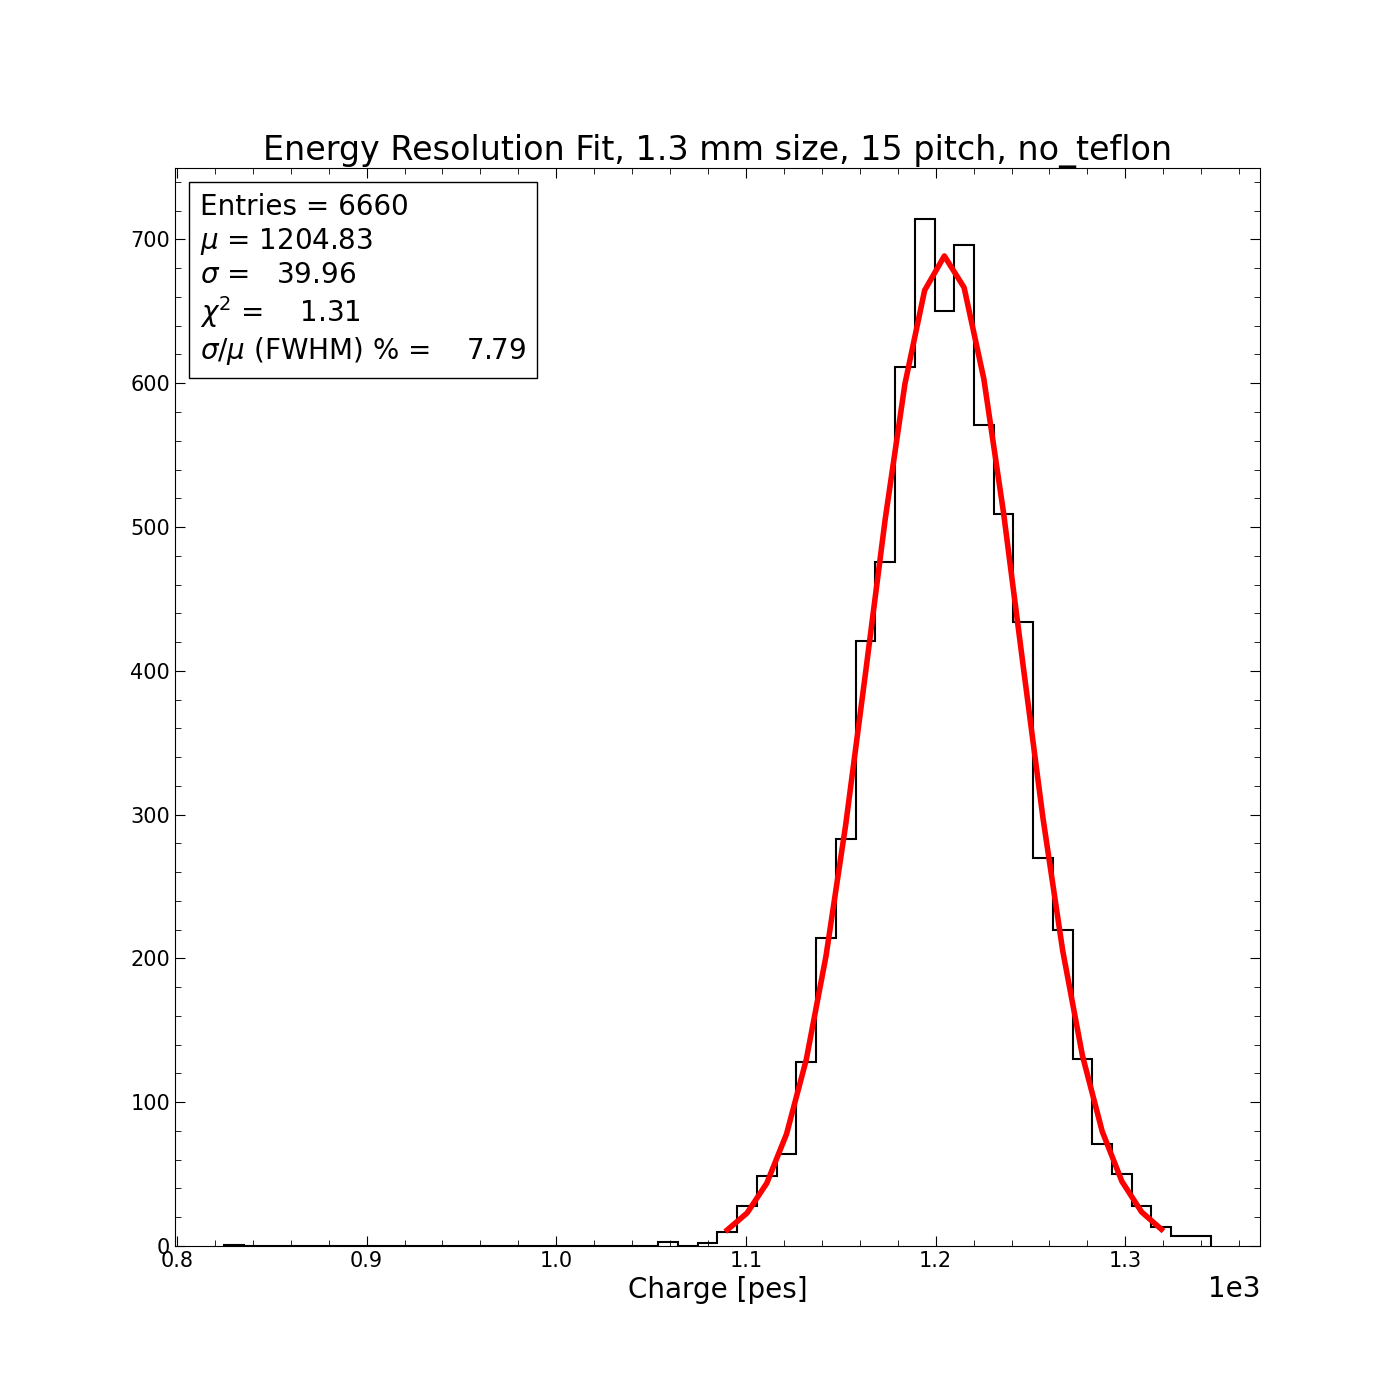 Energy Resolution Fit, 1.3 mm size, 15 pitch, no_teflon
Entries = 6660
μ = 1204.83
σ = 39.96
χ² = 1.31
σ/μ (FWHM) % = 7.79
700
600
500
400
300
200
100
0
0.8 0.9 1.0 1.1 1.2 1.3
Charge [pes]
1e3